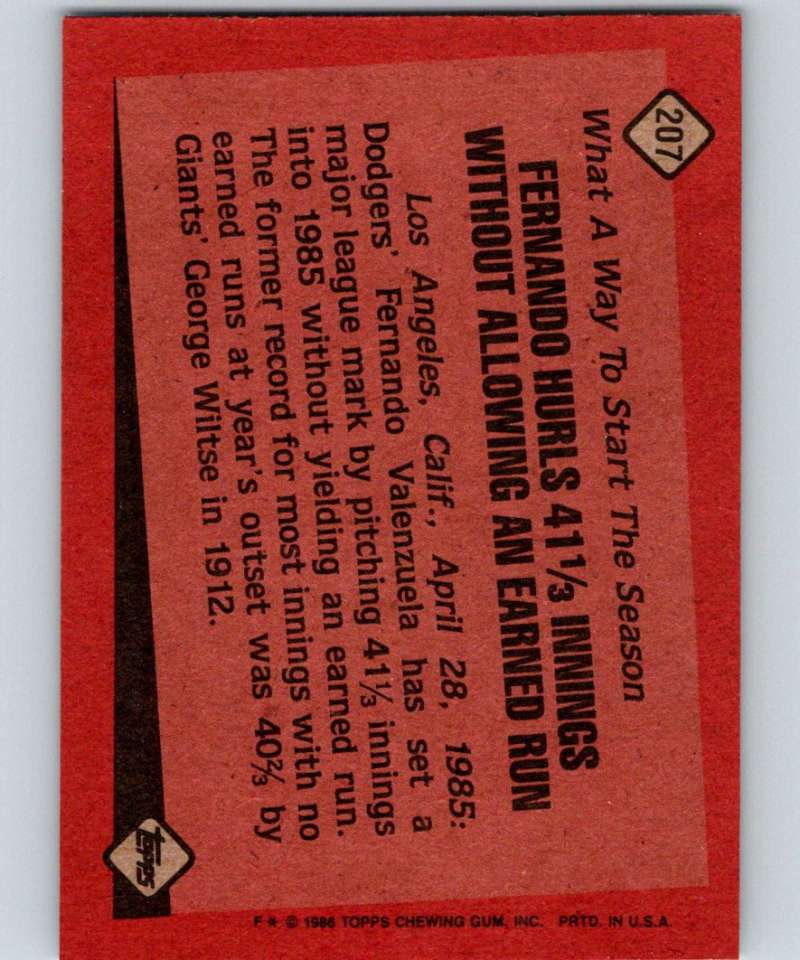 207
What A Way To Start The Season
FERNANDO HURLS 41⅓ INNINGS
WITHOUT ALLOWING AN EARNED RUN
Los Angeles, Calif., April 28, 1985:
Dodgers' Fernando Valenzuela has set a
major league mark by pitching 41⅓ innings
into 1985 without yielding an earned run.
The former record for most innings with no
earned runs at year's outset was 40⅔ by
Giants' George Wiltse in 1912.
topps
F * © 1986 TOPPS CHEWING GUM, INC. PRTD. IN U.S.A.